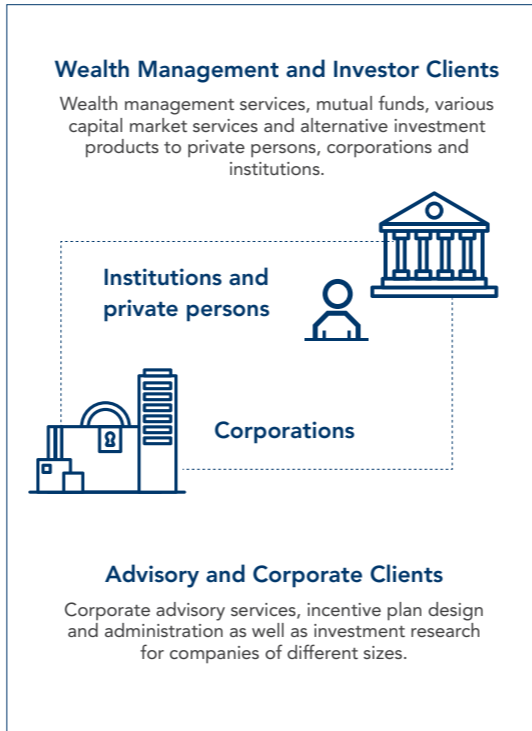 Wealth Management and Investor Clients
Wealth management services, mutual funds, various
capital market services and alternative investment
products to private persons, corporations and
institutions.
Institutions and
private persons
Corporations
Advisory and Corporate Clients
Corporate advisory services, incentive plan design
and administration as well as investment research
for companies of different sizes.